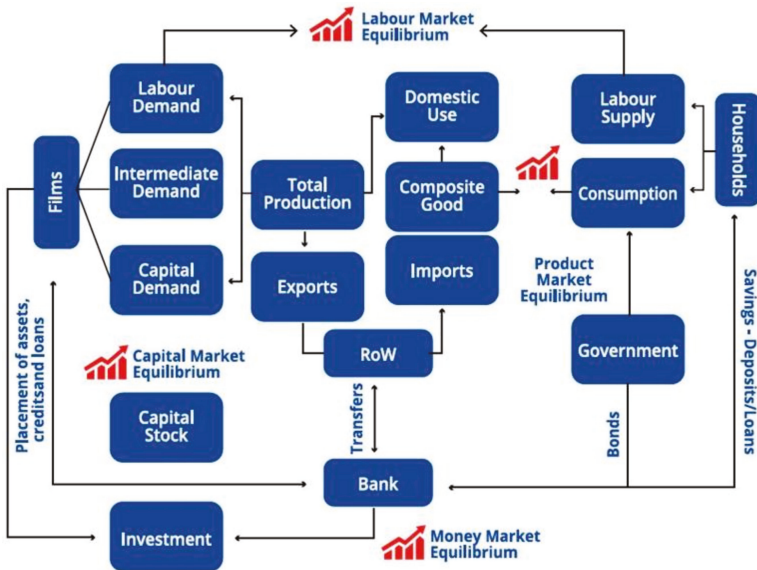 Labour Market
Equilibrium
Labour
Demand
Domestic
Use
Labour
Supply
Households
Intermediate
Demand
Films
Total
Production
Composite
Good
Consumption
Capital
Demand
Exports
Imports
Product
Market
Equilibrium
Placement of assets,
creditsand loans
Capital Market
Equilibrium
RoW
Government
Savings - Deposits/Loans
Capital
Stock
Transfers
Bonds
Bank
Investment
Money Market
Equilibrium